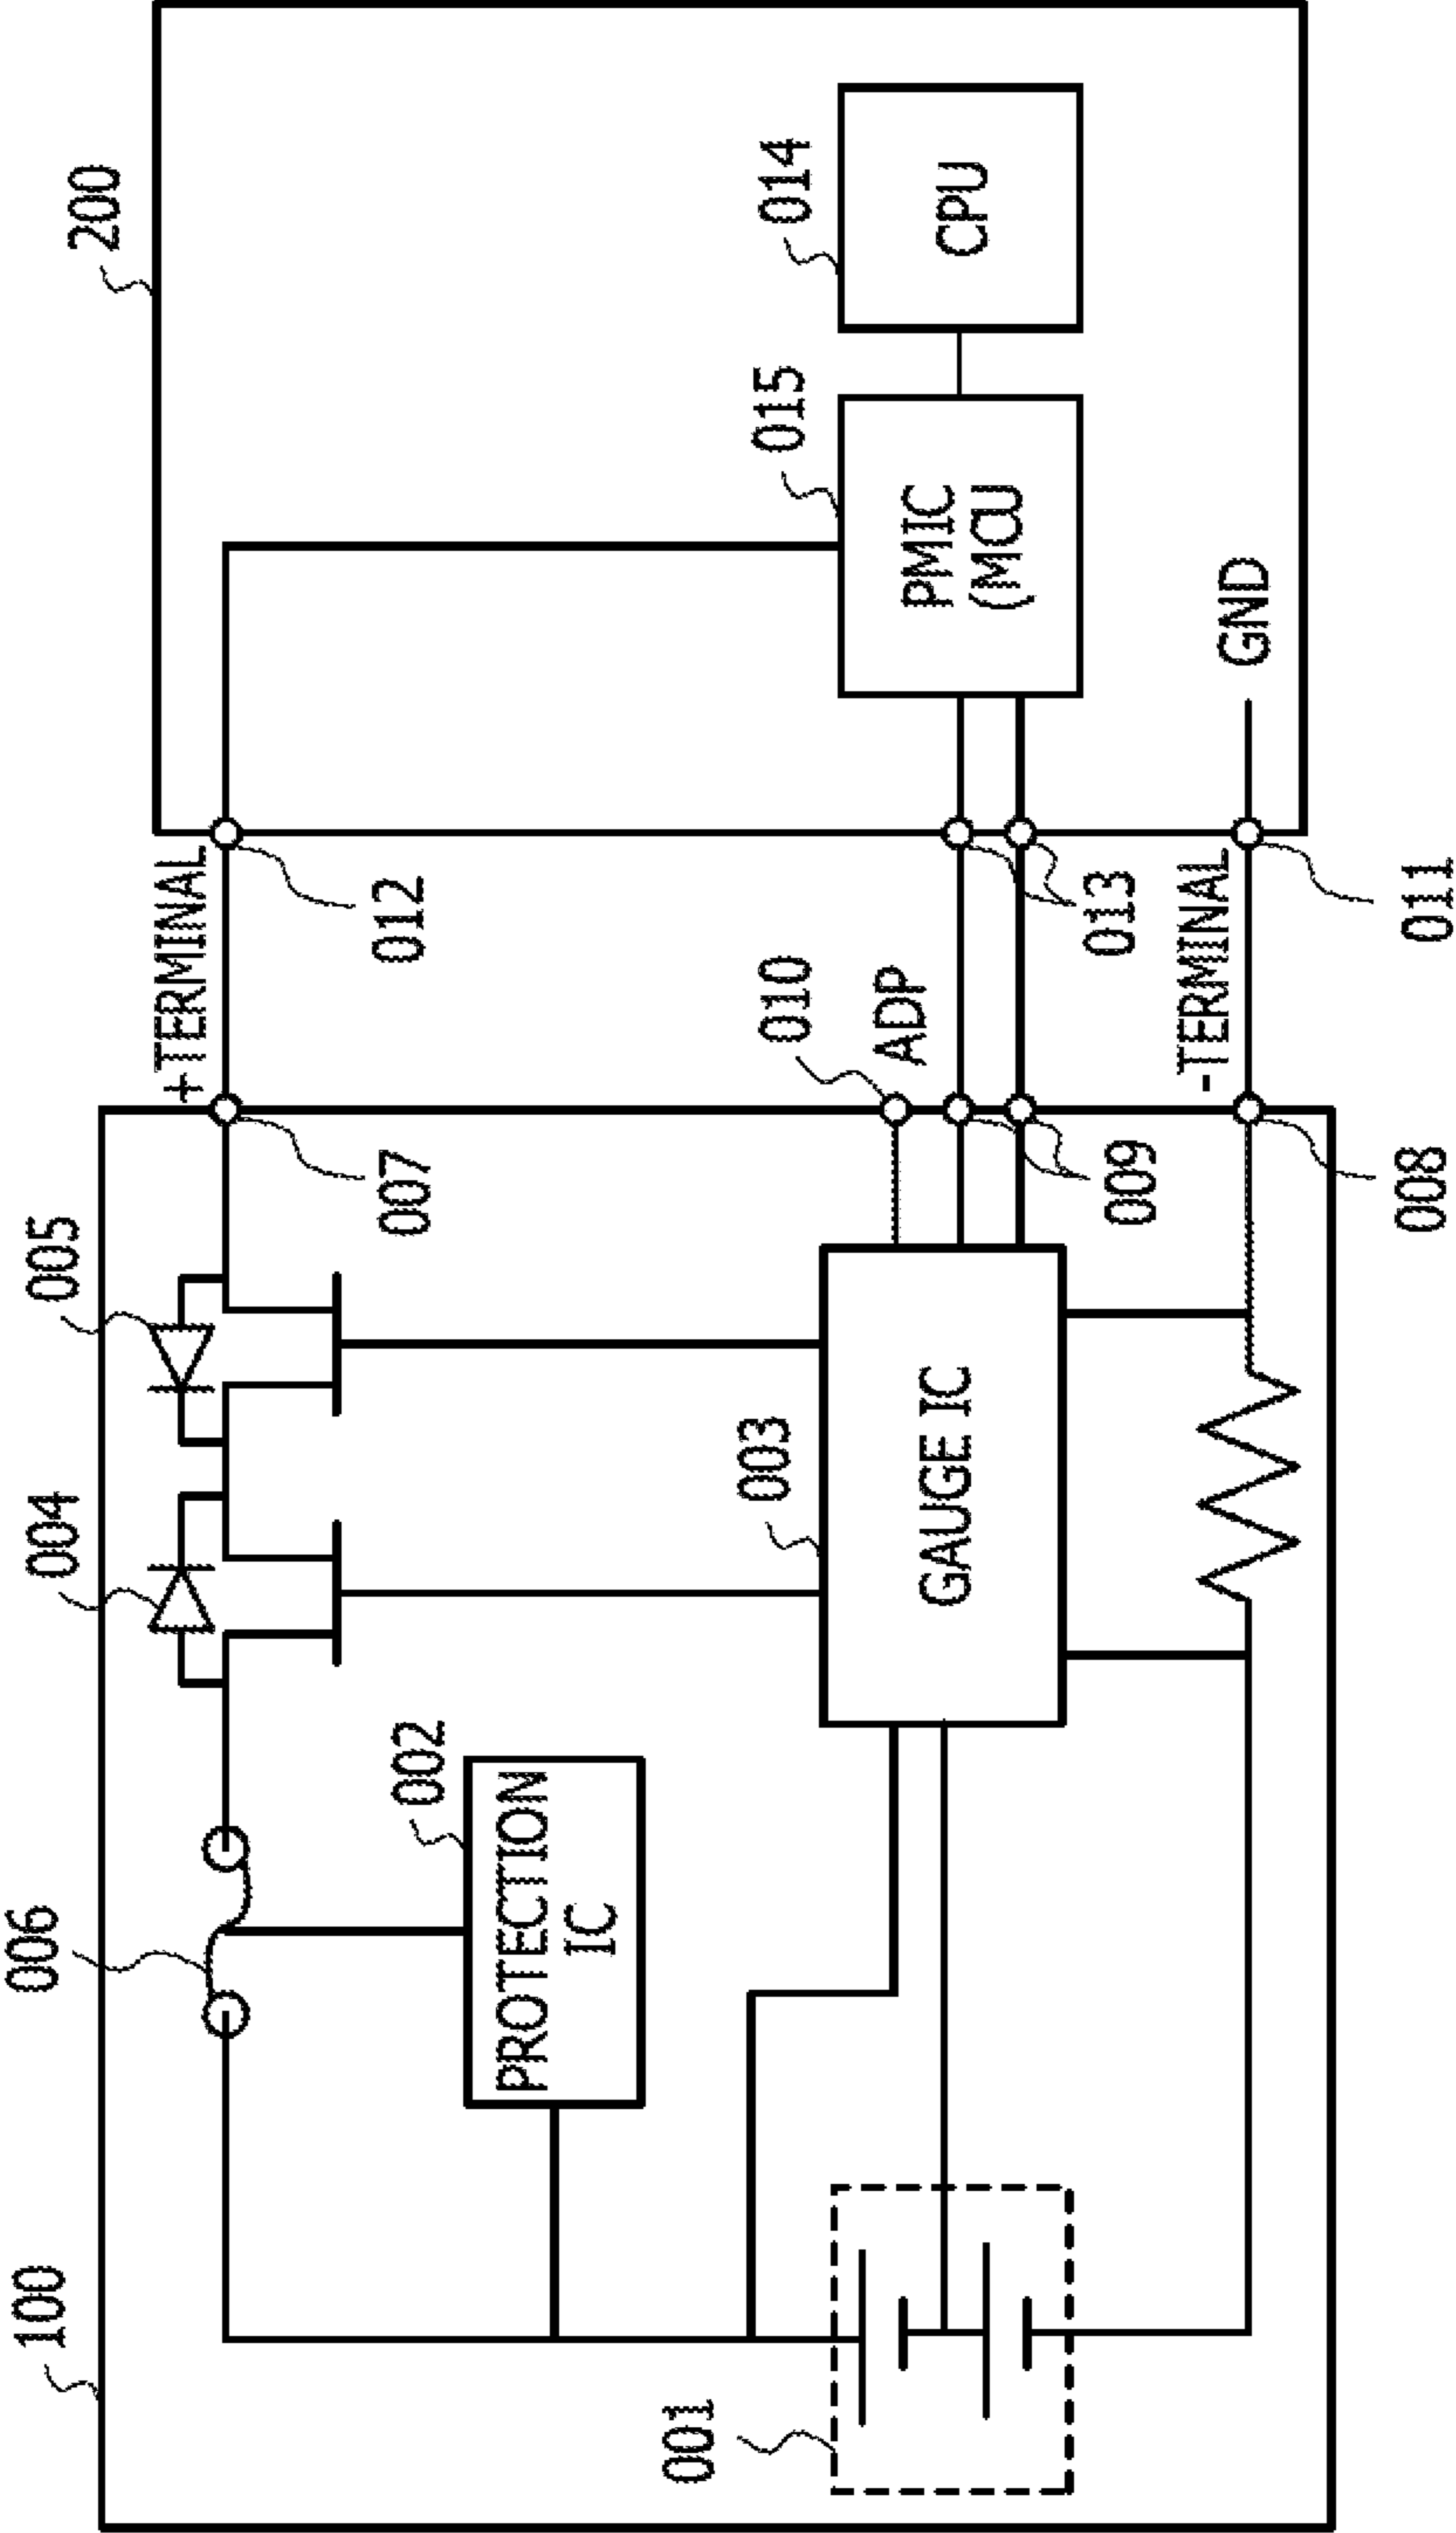 100
006
004
005
200
+TERMINAL
007
012
002
PROTECTION
IC
003
GAUGE IC
010
ADP
015
PMIC
(MCU
014
CPU
001
009
013
-TERMINAL
GND
008
011